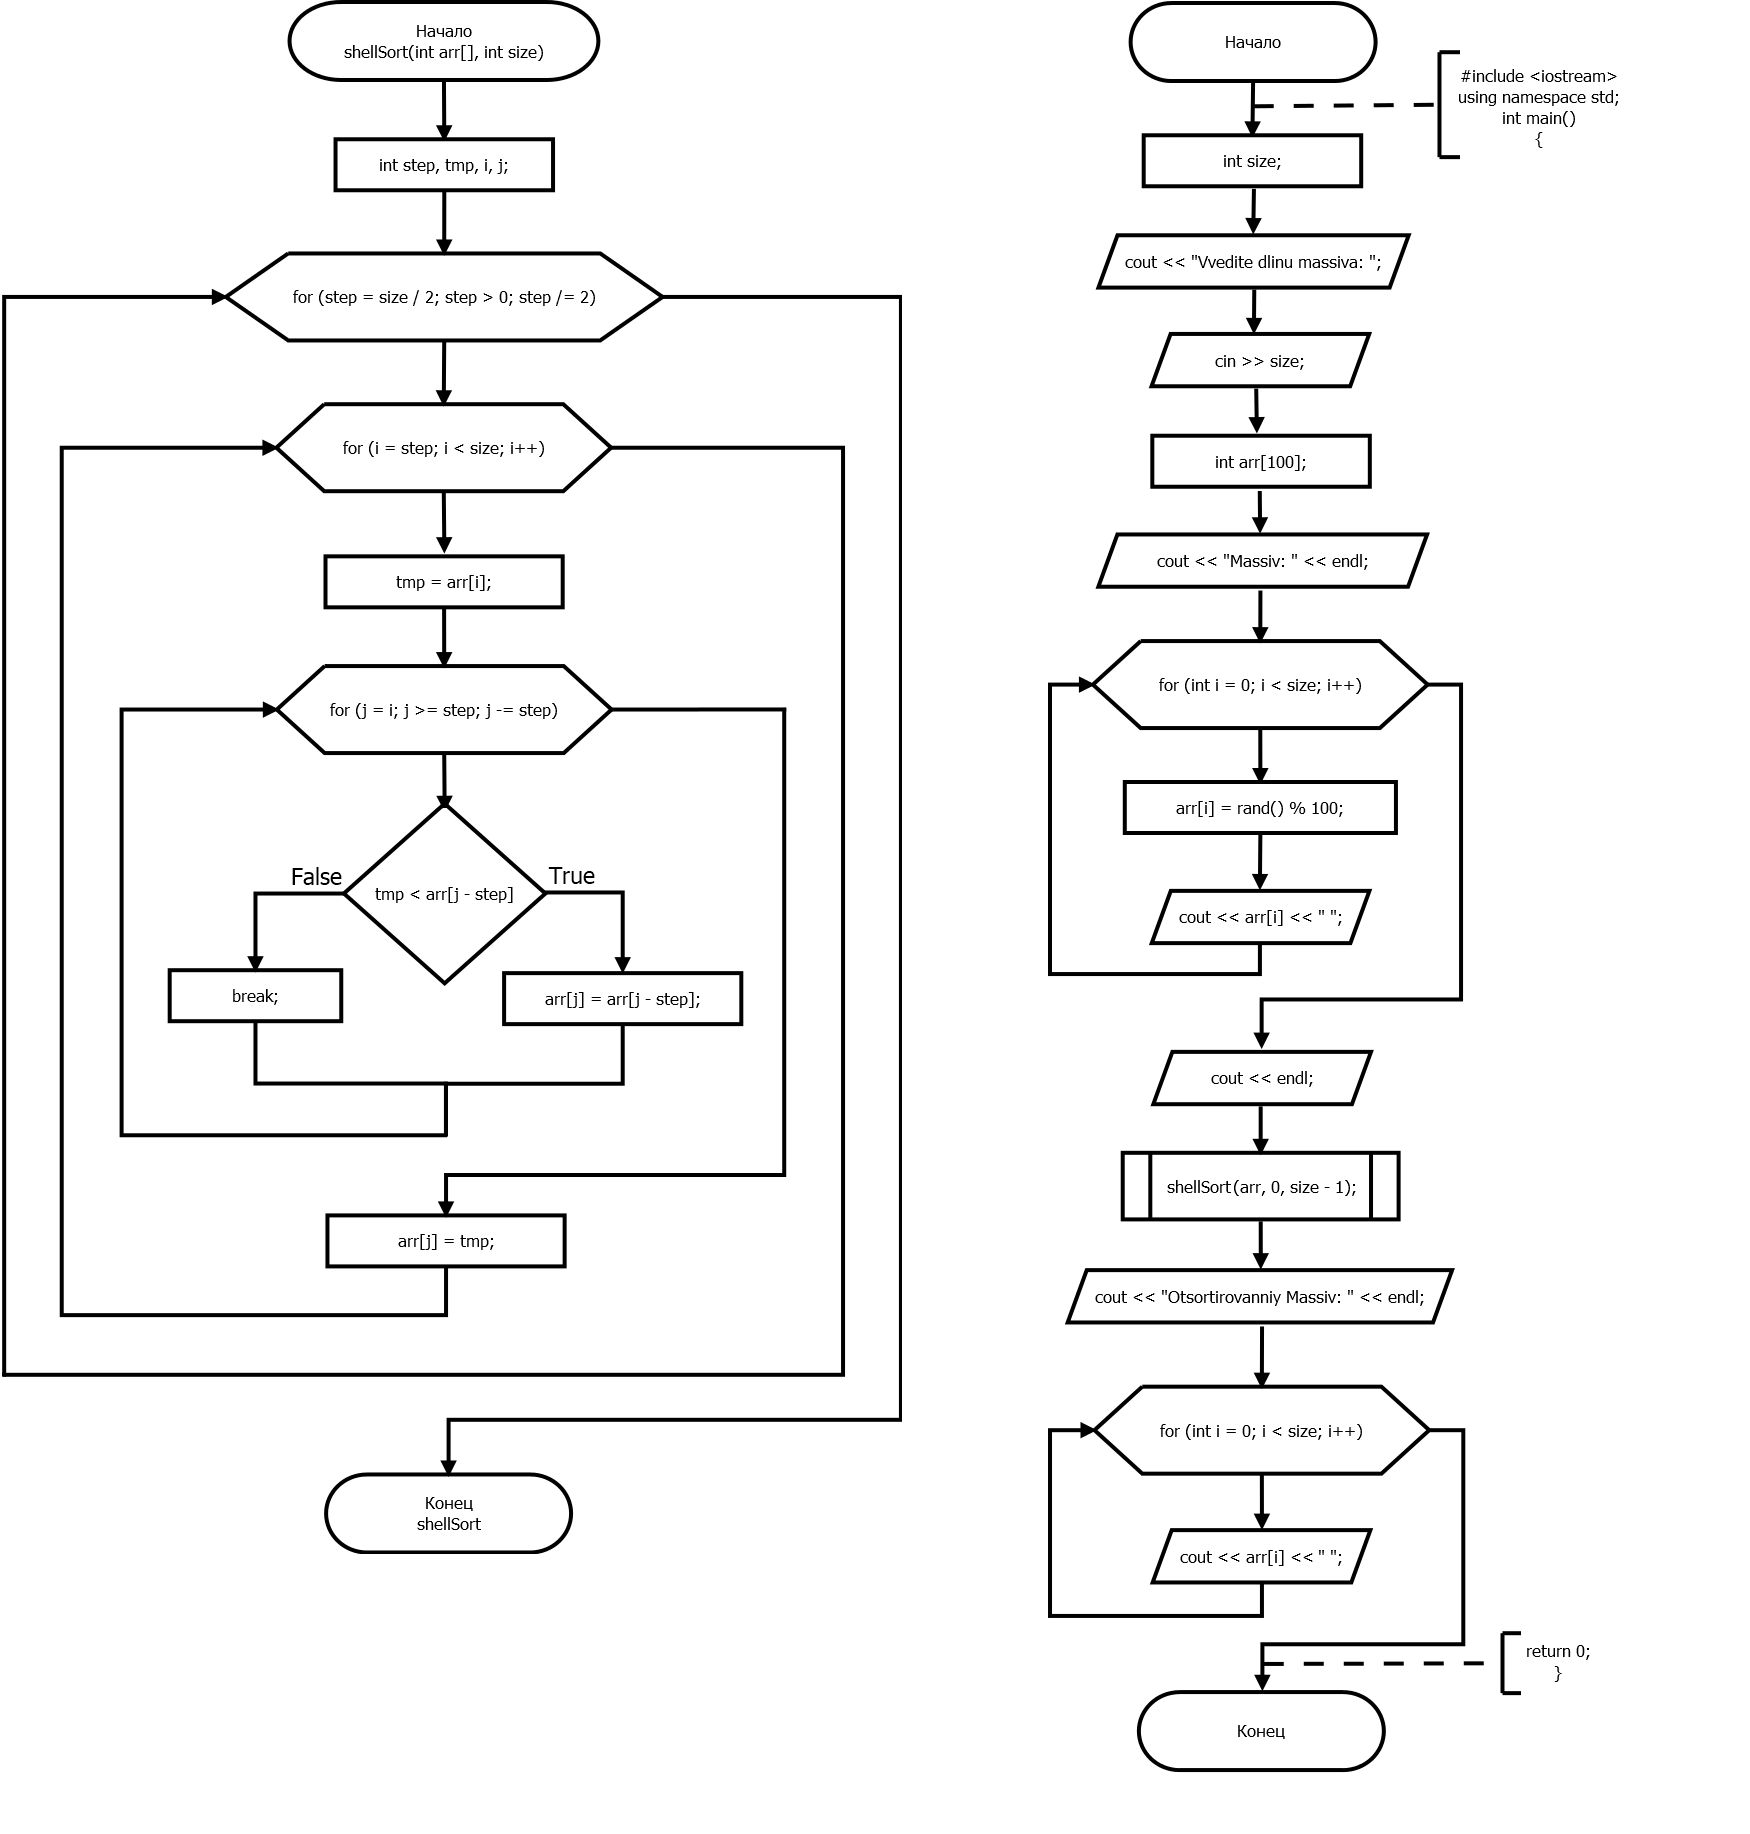 Начало
shellSort(int arr[], int size)
int step, tmp, i, j;
for (step = size / 2; step > 0; step /= 2)
for (i = step; i < size; i++)
tmp = arr[i];
for (j = i; j >= step; j -= step)
False
True
tmp < arr[j - step]
break;
arr[j] = arr[j - step];
arr[j] = tmp;
Конец
shellSort
Начало
#include <iostream>
using namespace std;
int main()
{
int size;
cout << "Vvedite dlinu massiva: ";
cin >> size;
int arr[100];
cout << "Massiv: " << endl;
for (int i = 0; i < size; i++)
arr[i] = rand() % 100;
cout << arr[i] << " ";
cout << endl;
shellSort(arr, 0, size - 1);
cout << "Otsortirovanniy Massiv: " << endl;
for (int i = 0; i < size; i++)
cout << arr[i] << " ";
return 0;
}
Конец